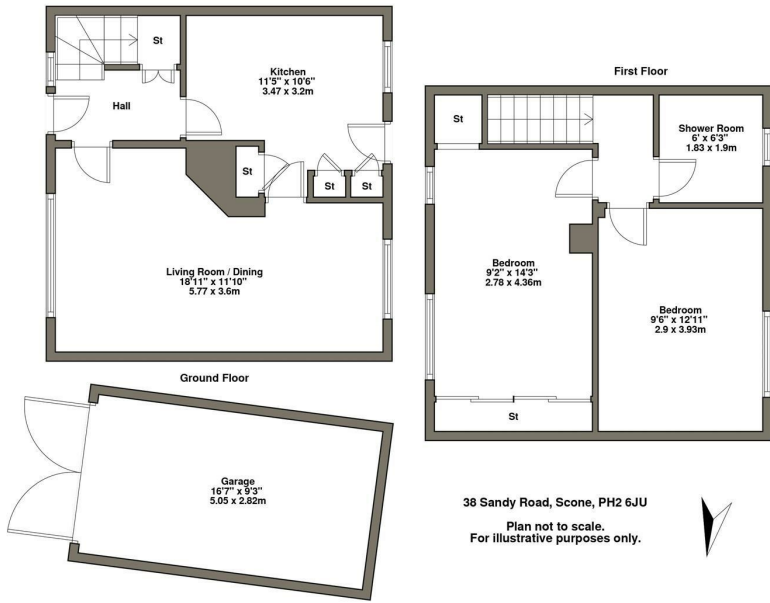 St
Kitchen
11'5" x 10'6"
3.47 x 3.2m
Hall
St
St
St
Living Room / Dining
18'11" x 11'10"
5.77 x 3.6m
Ground Floor
First Floor
St
Shower Room
6' x 6'3"
1.83 x 1.9m
Bedroom
9'2" x 14'3"
2.78 x 4.36m
Bedroom
9'6" x 12'11"
2.9 x 3.93m
St
Garage
16'7" x 9'3"
5.05 x 2.82m
38 Sandy Road, Scone, PH2 6JU
Plan not to scale.
For illustrative purposes only.